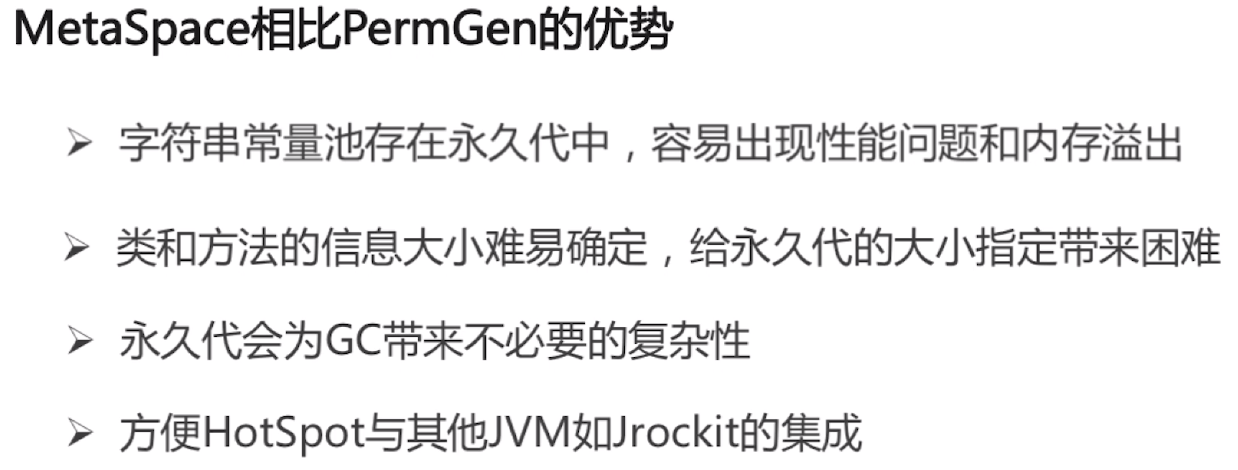 MetaSpace相比PermGen的优势
➢ 字符串常量池存在永久代中，容易出现性能问题和内存溢出
➢ 类和方法的信息大小难易确定，给永久代的大小指定带来困难
➢ 永久代会为GC带来不必要的复杂性
➢ 方便HotSpot与其他JVM如Jrockit的集成